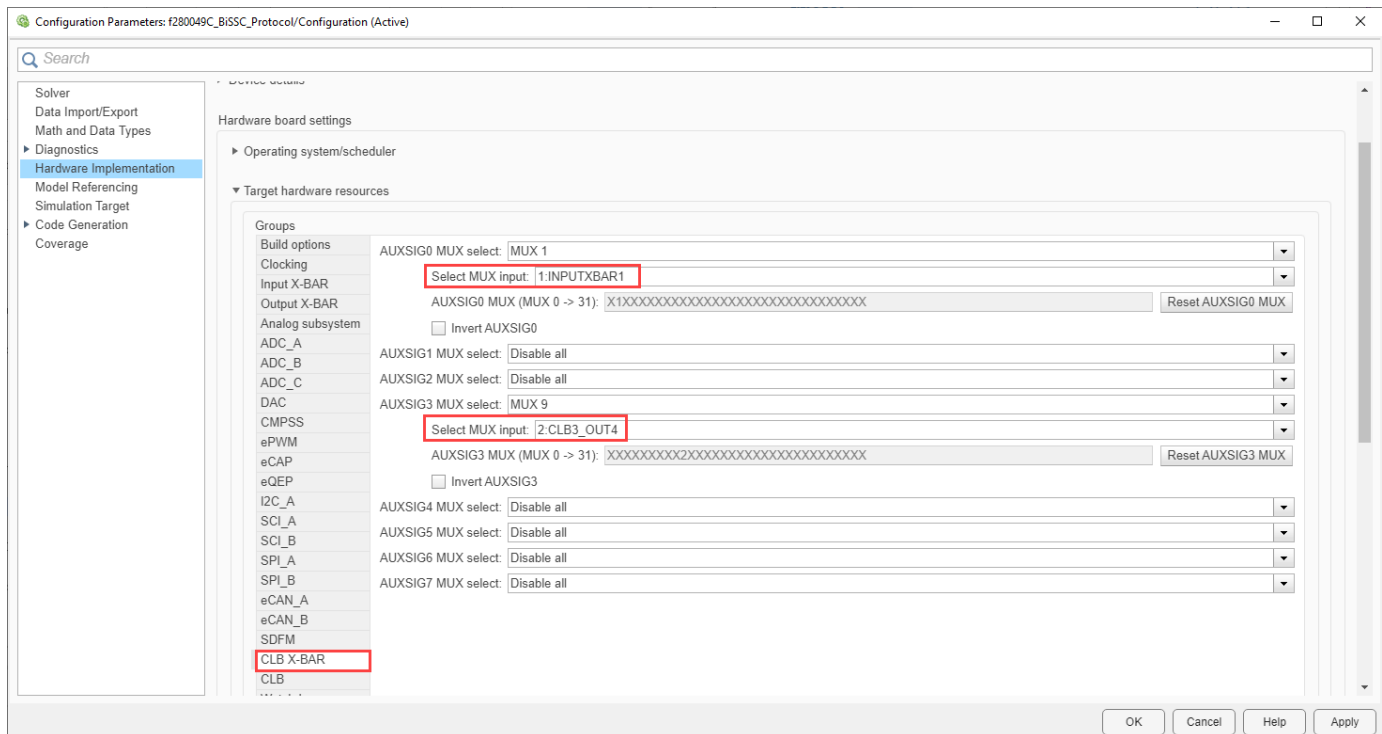 Configuration Parameters: f280049C_BiSSC_Protocol/Configuration (Active)
Search
Solver
Data Import/Export
Math and Data Types
Diagnostics
Hardware Implementation
Model Referencing
Simulation Target
Code Generation
Coverage
Device details
Hardware board settings
Operating system/scheduler
Target hardware resources
Groups
Build options
Clocking
Input X-BAR
Output X-BAR
Analog subsystem
ADC_A
ADC_B
ADC_C
DAC
CMPSS
ePWM
eCAP
eQEP
I2C_A
SCI_A
SCI_B
SPI_A
SPI_B
eCAN_A
eCAN_B
SDFM
CLB X-BAR
CLB
AUXSIG0 MUX select: MUX 1
Select MUX input: 1:INPUTXBAR1
AUXSIG0 MUX (MUX 0 -> 31): X1XXXXXXXXXXXXXXXXXXXXXXXXXXXXXX Reset AUXSIG0 MUX
Invert AUXSIG0
AUXSIG1 MUX select: Disable all
AUXSIG2 MUX select: Disable all
AUXSIG3 MUX select: MUX 9
Select MUX input: 2:CLB3_OUT4
AUXSIG3 MUX (MUX 0 -> 31): XXXXXXXXX2XXXXXXXXXXXXXXXXXXXXXX Reset AUXSIG3 MUX
Invert AUXSIG3
AUXSIG4 MUX select: Disable all
AUXSIG5 MUX select: Disable all
AUXSIG6 MUX select: Disable all
AUXSIG7 MUX select: Disable all
OK Cancel Help Apply